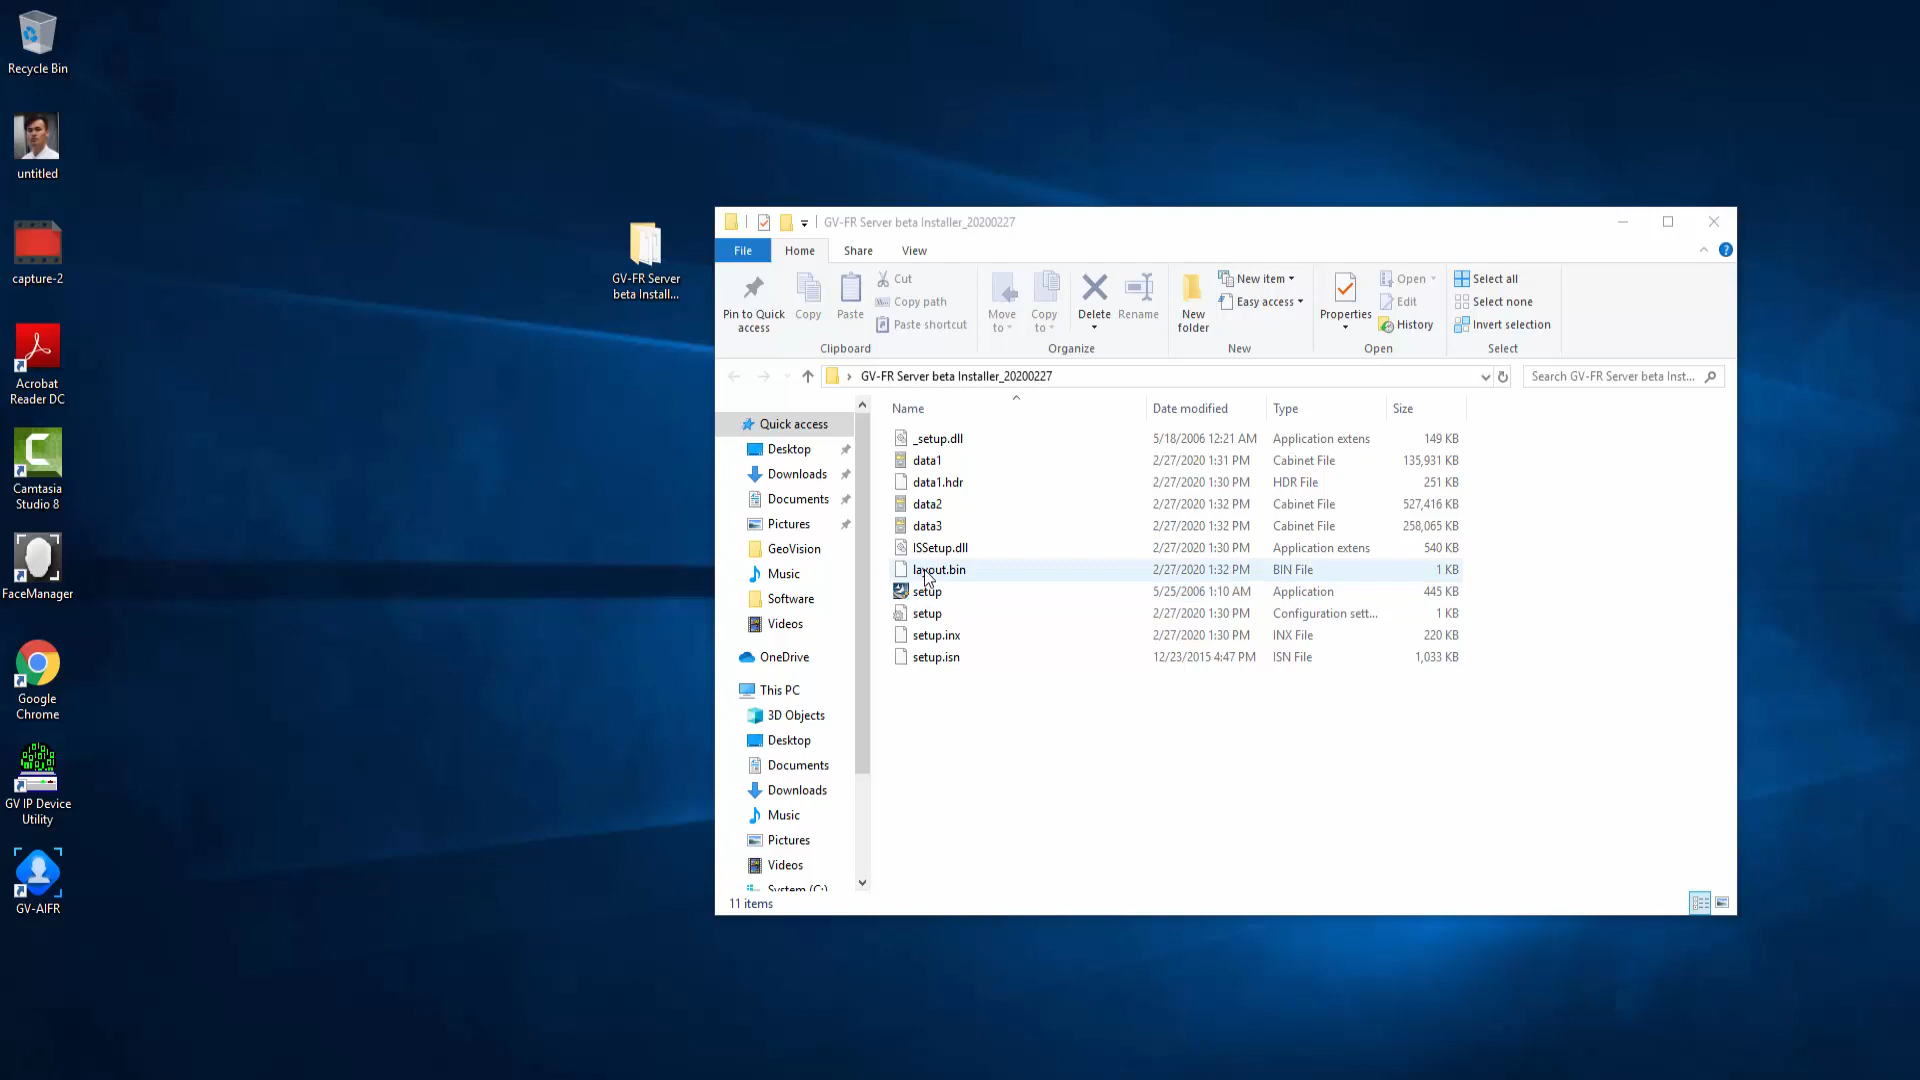 Recycle Bin
untitled
capture-2
Acrobat
Reader DC
Camtasia
Studio 8
FaceManager
Google
Chrome
GV IP Device
Utility
GV-AIFR
GV-FR Server
beta Install...
GV-FR Server beta Installer_20200227
File
Home
Share
View
Pin to Quick
access
Copy
Paste
Cut
Copy path
Paste shortcut
Clipboard
Move
to
Copy
to
Delete
Rename
Organize
New
folder
New item
Easy access
New
Properties
Open
Edit
History
Open
Select all
Select none
Invert selection
Select
GV-FR Server beta Installer_20200227
Search GV-FR Server beta Inst...
Quick access
Desktop
Downloads
Documents
Pictures
GeoVision
Music
Software
Videos
OneDrive
This PC
3D Objects
Desktop
Documents
Downloads
Music
Pictures
Videos
System (C:)
Name Date modified Type Size
_setup.dll 5/18/2006 12:21 AM Application extens 149 KB
data1 2/27/2020 1:31 PM Cabinet File 135,931 KB
data1.hdr 2/27/2020 1:30 PM HDR File 251 KB
data2 2/27/2020 1:32 PM Cabinet File 527,416 KB
data3 2/27/2020 1:32 PM Cabinet File 258,065 KB
ISSetup.dll 2/27/2020 1:30 PM Application extens 540 KB
layout.bin 2/27/2020 1:32 PM BIN File 1 KB
setup 5/25/2006 1:10 AM Application 445 KB
setup 2/27/2020 1:30 PM Configuration sett... 1 KB
setup.inx 2/27/2020 1:30 PM INX File 220 KB
setup.isn 12/23/2015 4:47 PM ISN File 1,033 KB
11 items